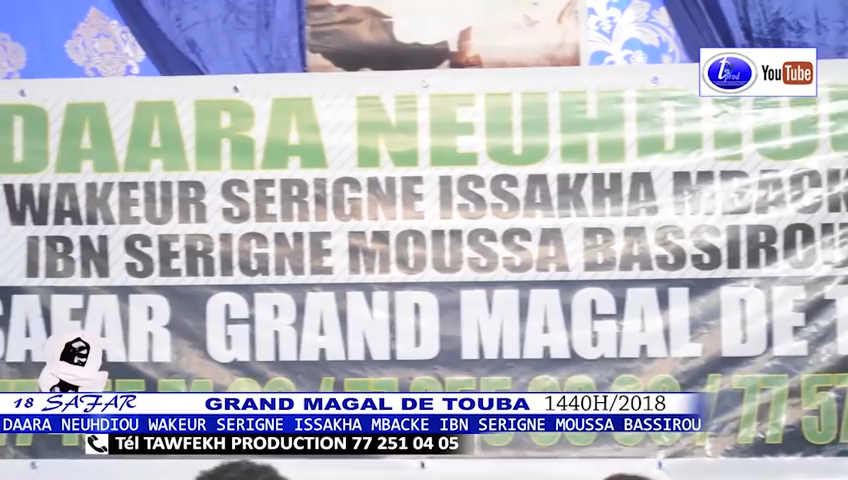 DAARA NEUHDIOU
WAKEUR SERIGNE ISSAKHA MBACK
IBN SERIGNE MOUSSA BASSIROU
SAFAR GRAND MAGAL DE T
tprod YouTube
18 SAFAR GRAND MAGAL DE TOUBA 1440H/2018
DAARA NEUHDIOU WAKEUR SERIGNE ISSAKHA MBACKE IBN SERIGNE MOUSSA BASSIROU
Tél TAWFEKH PRODUCTION 77 251 04 05